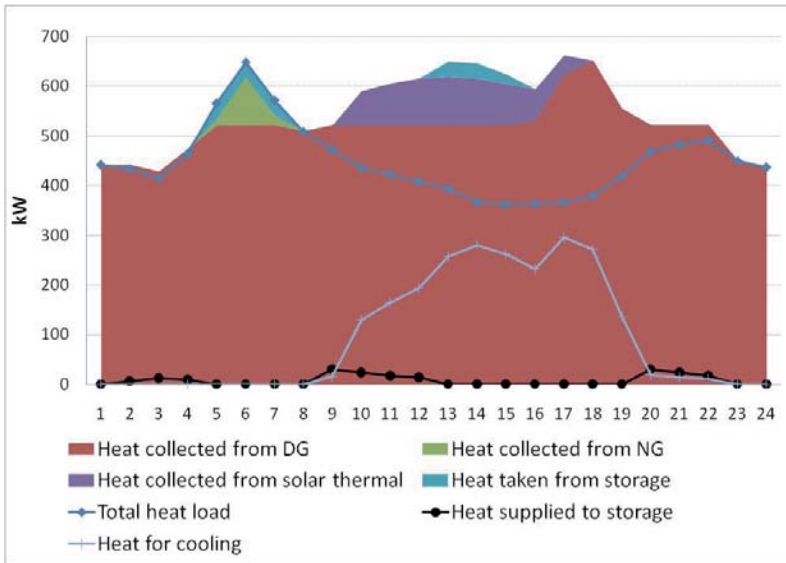 700
600
500
400
300
200
100
0
kW
1 2 3 4 5 6 7 8 9 10 11 12 13 14 15 16 17 18 19 20 21 22 23 24
Heat collected from DG Heat collected from NG
Heat collected from solar thermal Heat taken from storage
Total heat load Heat supplied to storage
Heat for cooling